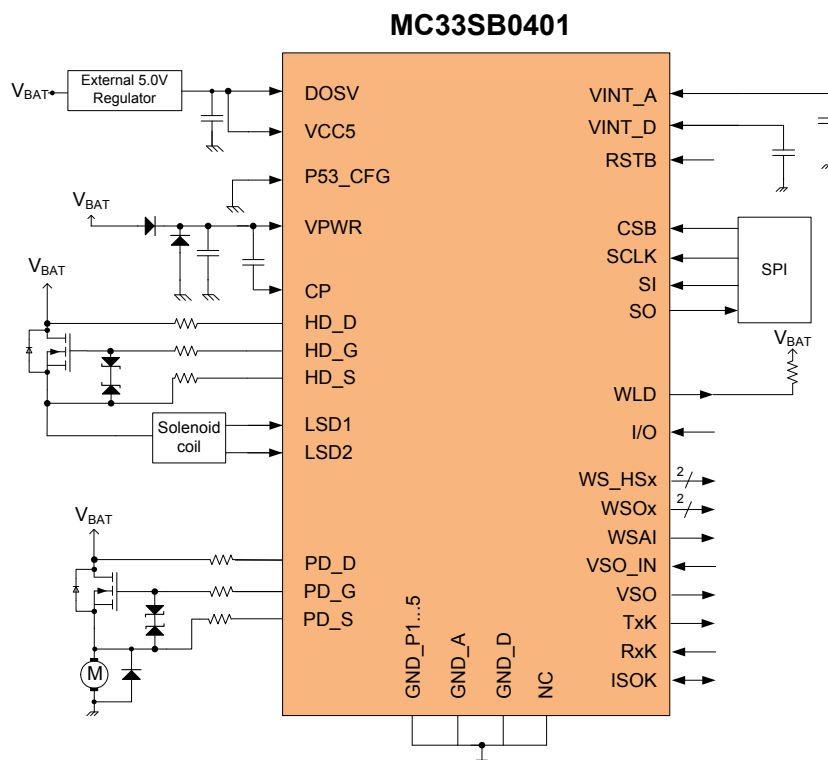 MC33SB0401
VBAT
External 5.0V
Regulator
DOSV
VCC5
P53_CFG
VBAT
VPWR
CP
VBAT
HD_D
HD_G
HD_S
Solenoid
coil
LSD1
LSD2
VBAT
PD_D
PD_G
PD_S
M
GND_P1...5
GND_A
GND_D
NC
VINT_A
VINT_D
RSTB
CSB
SCLK
SI
SO
SPI
VBAT
WLD
I/O
WS_HSx
2
WSOx
2
WSAI
VSO_IN
VSO
TxK
RxK
ISOK